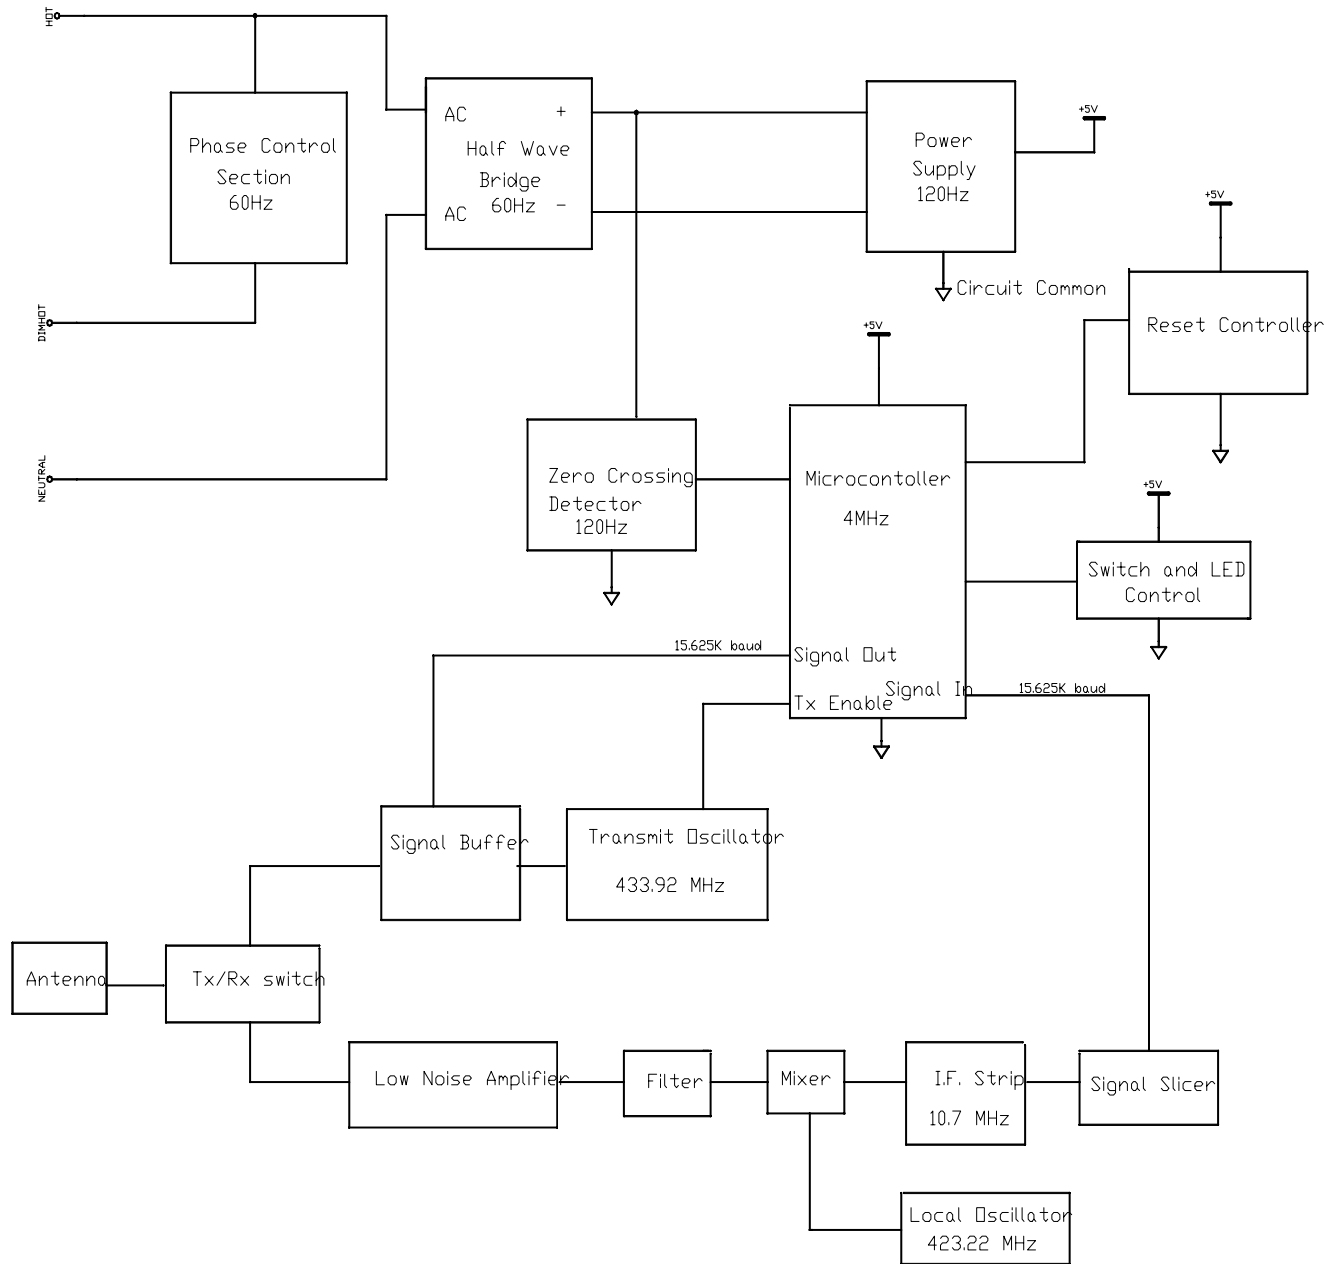 HOT
AC
+
Phase Control
Section
60Hz
Half Wave
Bridge
60Hz
-
AC
Power
Supply
120Hz
+5V
+5V
Circuit Common
DIMHOT
+5V
Reset Controller
NEUTRAL
Zero Crossing
Detector
120Hz
Microcontoller
4MHz
+5V
Switch and LED
Control
15.625K baud
Signal Out
Signal In
15.625K baud
Tx Enable
Signal Buffer
Transmit Oscillator
433.92 MHz
Antenna
Tx/Rx switch
Low Noise Amplifier
Filter
Mixer
I.F. Strip
10.7 MHz
Signal Slicer
Local Oscillator
423.22 MHz